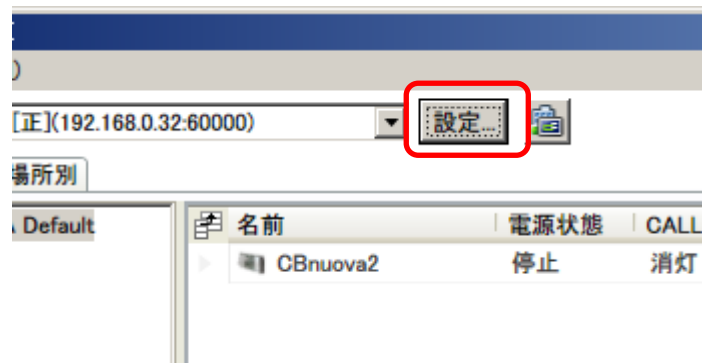 )
[正](192.168.0.32:60000) 設定...
場所別
Default
名前 電源状態 CALL
CBnuova2 停止 消灯